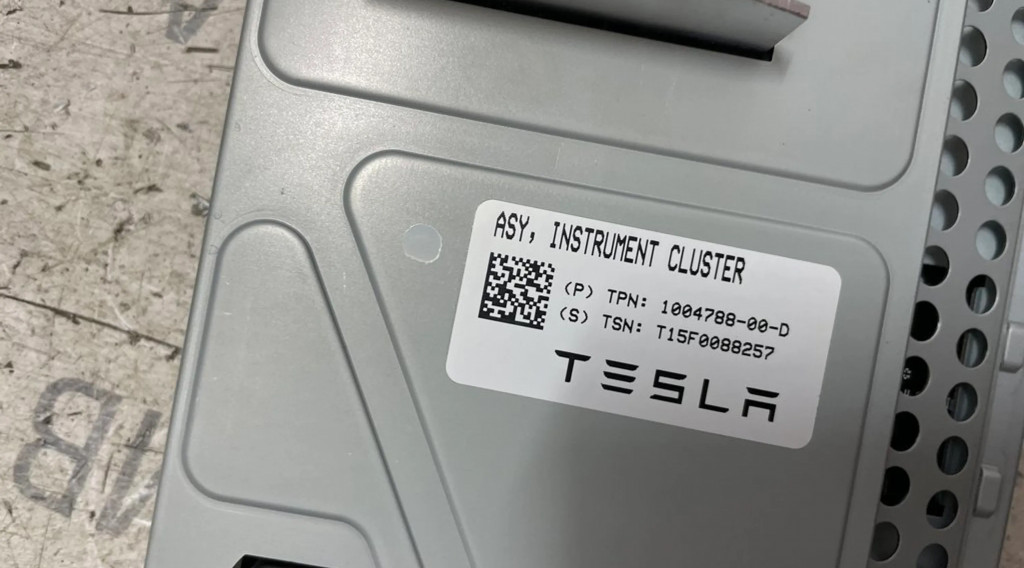 ASY, INSTRUMENT CLUSTER
(P) TPN: 1004788-00-D
(S) TSN: T15F0088257
TESLA